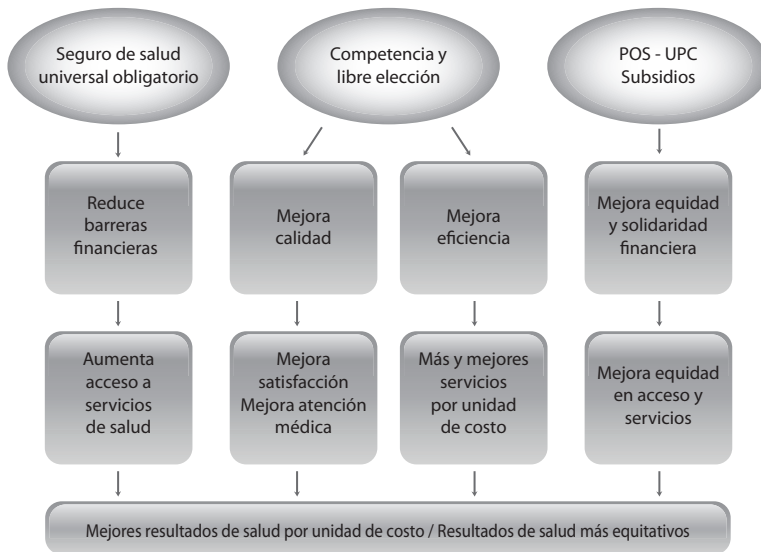 Seguro de salud
universal obligatorio
Competencia y
libre elección
POS - UPC
Subsidios
Reduce
barreras
financieras
Mejora
calidad
Mejora
eficiencia
Mejora equidad
y solidaridad
financiera
Aumenta
acceso a
servicios
de salud
Mejora
satisfacción
Mejora atención
médica
Más y mejores
servicios
por unidad
de costo
Mejora equidad
en acceso y
servicios
Mejores resultados de salud por unidad de costo / Resultados de salud más equitativos